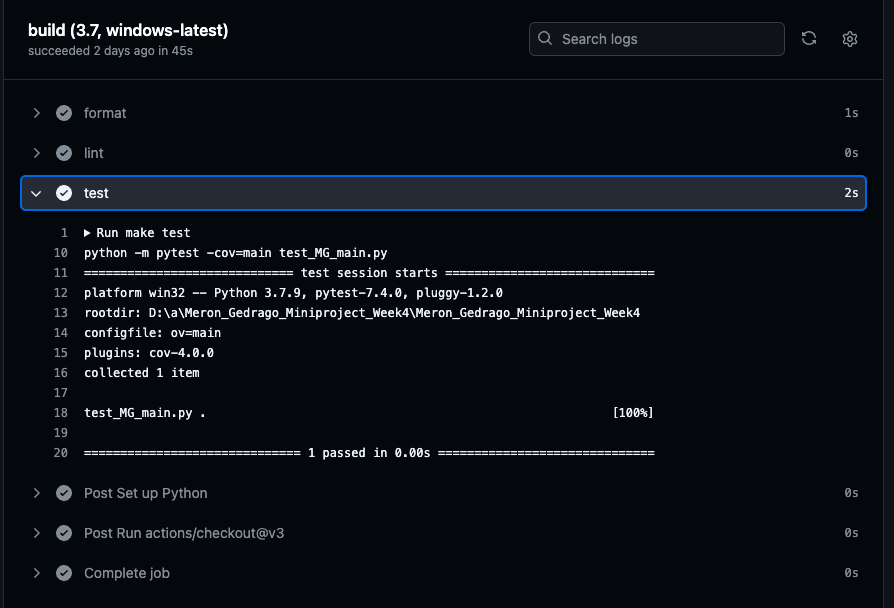 build (3.7, windows-latest)
succeeded 2 days ago in 45s
Search logs
format 1s
lint 0s
test 2s
1 Run make test
10 python -m pytest -cov=main test_MG_main.py
11 ============================= test session starts =============================
12 platform win32 -- Python 3.7.9, pytest-7.4.0, pluggy-1.2.0
13 rootdir: D:\a\Meron_Gedrago_Miniproject_Week4\Meron_Gedrago_Miniproject_Week4
14 configfile: ov=main
15 plugins: cov-4.0.0
16 collected 1 item
17
18 test_MG_main.py . [100%]
19
20 ============================== 1 passed in 0.00s ==============================
Post Set up Python 0s
Post Run actions/checkout@v3 0s
Complete job 0s